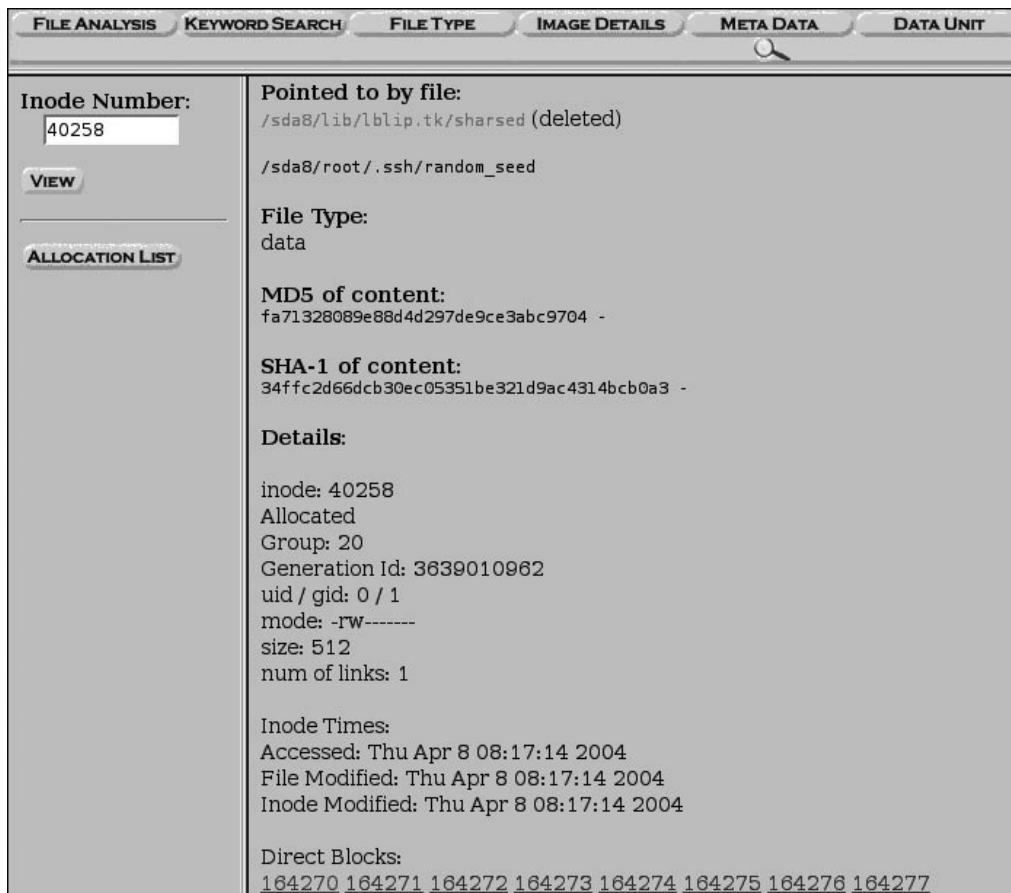 FILE ANALYSIS KEYWORD SEARCH FILE TYPE IMAGE DETAILS META DATA DATA UNIT
Inode Number:
40258
VIEW
ALLOCATION LIST
Pointed to by file:
/sda8/lib/lblip.tk/sharsed (deleted)
/sda8/root/.ssh/random_seed
File Type:
data
MD5 of content:
fa71328089e88d4d297de9ce3abc9704 -
SHA-1 of content:
34ffc2d66dcb30ec05351be321d9ac4314bcb0a3 -
Details:
inode: 40258
Allocated
Group: 20
Generation Id: 3639010962
uid / gid: 0 / 1
mode: -rw-------
size: 512
num of links: 1
Inode Times:
Accessed: Thu Apr 8 08:17:14 2004
File Modified: Thu Apr 8 08:17:14 2004
Inode Modified: Thu Apr 8 08:17:14 2004
Direct Blocks:
164270 164271 164272 164273 164274 164275 164276 164277